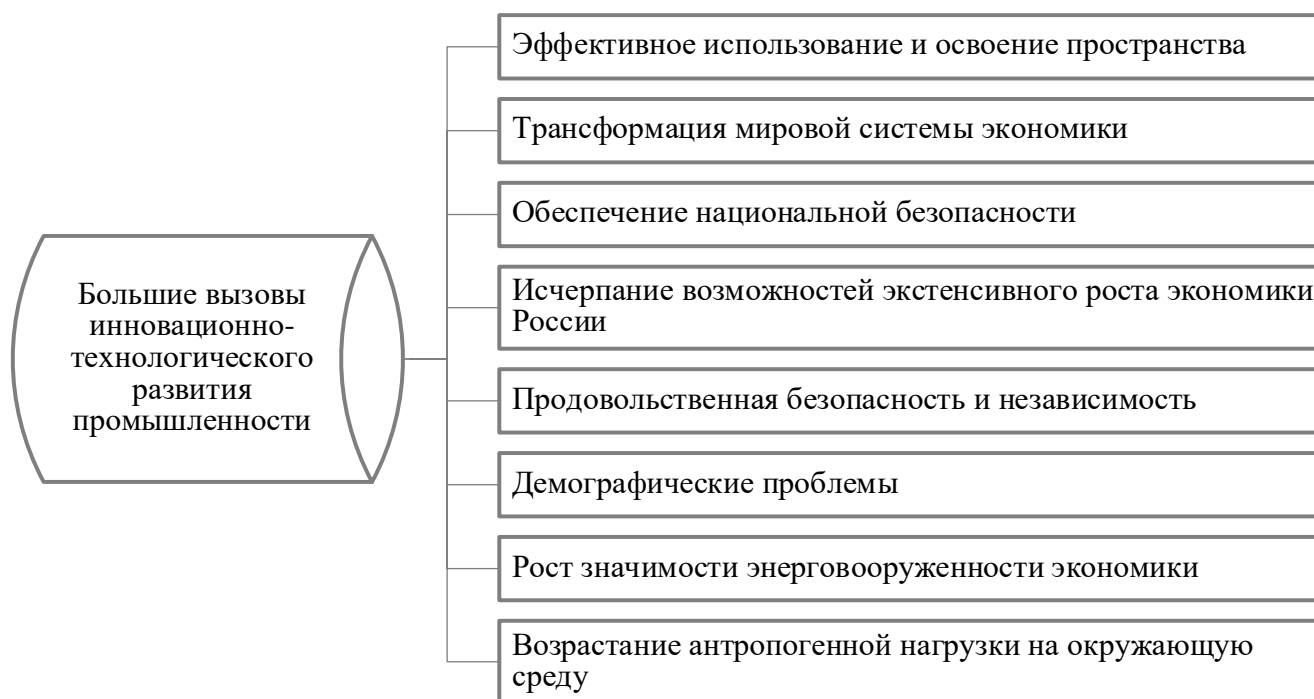 Большие вызовы
инновационно-
технологического
развития
промышленности
Эффективное использование и освоение пространства
Трансформация мировой системы экономики
Обеспечение национальной безопасности
Исчерпание возможностей экстенсивного роста экономики
России
Продовольственная безопасность и независимость
Демографические проблемы
Рост значимости энерговооруженности экономики
Возрастание антропогенной нагрузки на окружающую
среду